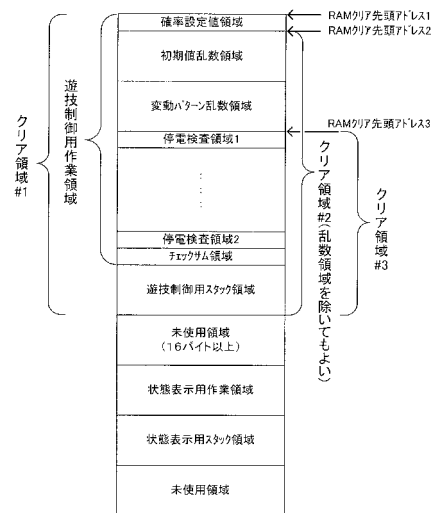 確率設定値領域
初期値乱数領域
変動パターン乱数領域
停電検査領域1
停電検査領域2
チェックサム領域
遊技制御用スタック領域
未使用領域
(16バイト以上)
状態表示用作業領域
状態表示用スタック領域
未使用領域
RAMクリア先頭アドレス1
RAMクリア先頭アドレス2
RAMクリア先頭アドレス3
遊技制御用作業領域
クリア領域
#1
クリア領域#2(乱数領域を除いてもよい)
クリア領域
#3